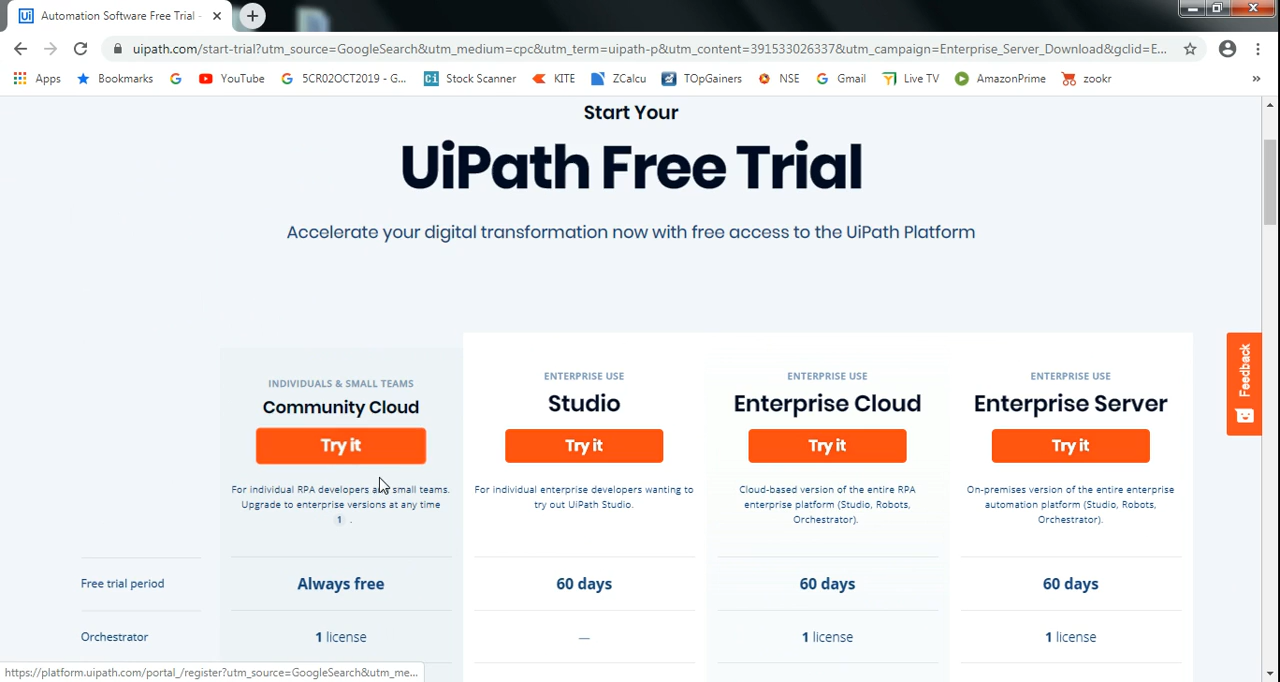 Automation Software Free Trial -
uipath.com/start-trial?utm_source=GoogleSearch&utm_medium=cpc&utm_term=uipath-p&utm_content=391533026337&utm_campaign=Enterprise_Server_Download&gclid=E...
Apps Bookmarks YouTube 5CR02OCT2019 - G... Stock Scanner KITE ZCalcu TOpGainers NSE Gmail Live TV AmazonPrime zookr »
Start Your
UiPath Free Trial
Accelerate your digital transformation now with free access to the UiPath Platform
Feedback
INDIVIDUALS & SMALL TEAMS
Community Cloud
Try it
For individual RPA developers and small teams.
Upgrade to enterprise versions at any time
1 .
ENTERPRISE USE
Studio
Try it
For individual enterprise developers wanting to
try out UiPath Studio.
ENTERPRISE USE
Enterprise Cloud
Try it
Cloud-based version of the entire RPA
enterprise platform (Studio, Robots,
Orchestrator).
ENTERPRISE USE
Enterprise Server
Try it
On-premises version of the entire enterprise
automation platform (Studio, Robots,
Orchestrator).
Free trial period Always free 60 days 60 days 60 days
Orchestrator 1 license — 1 license 1 license
https://platform.uipath.com/portal_/register?utm_source=GoogleSearch&utm_me...